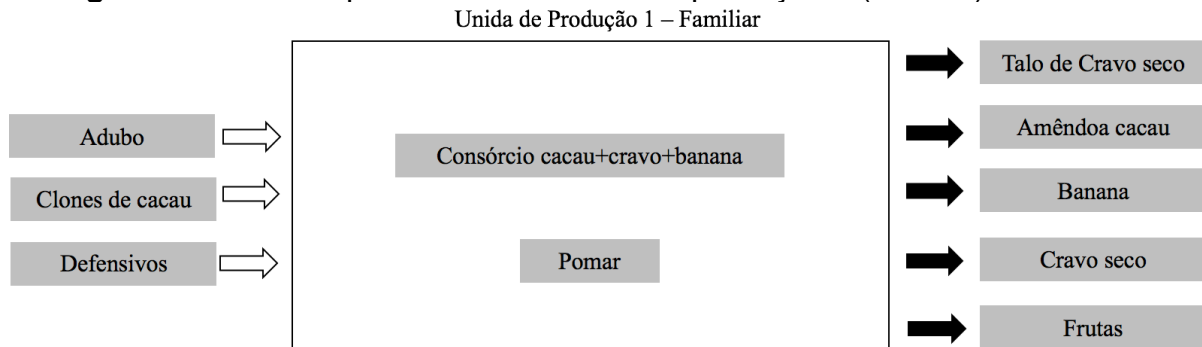 Unida de Produção 1 – Familiar
Talo de Cravo seco
Adubo
Amêndoa cacau
Consórcio cacau+cravo+banana
Clones de cacau
Banana
Defensivos
Pomar
Cravo seco
Frutas